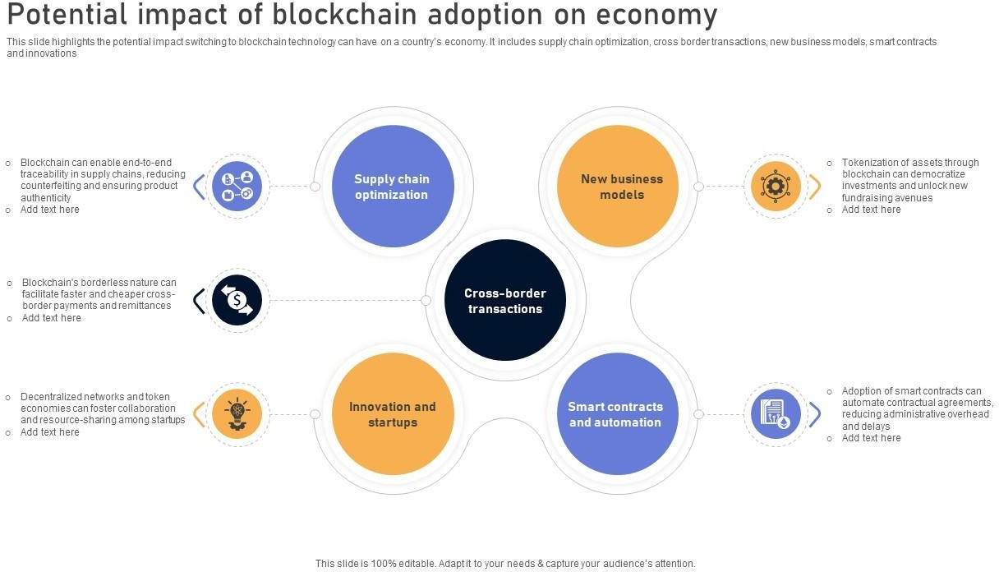 Potential impact of blockchain adoption on economy
This slide highlights the potential impact switching to blockchain technology can have on a country's economy. It includes supply chain optimization, cross border transactions, new business models, smart contracts
and innovations
○ Blockchain can enable end-to-end
traceability in supply chains, reducing
counterfeiting and ensuring product
authenticity
○ Add text here
Supply chain
optimization
New business
models
○ Tokenization of assets through
blockchain can democratize
investments and unlock new
fundraising avenues
○ Add text here
○ Blockchain's borderless nature can
facilitate faster and cheaper cross-
border payments and remittances
○ Add text here
$
Cross-border
transactions
○ Decentralized networks and token
economies can foster collaboration
and resource-sharing among startups
○ Add text here
Innovation and
startups
Smart contracts
and automation
○ Adoption of smart contracts can
automate contractual agreements,
reducing administrative overhead
and delays
○ Add text here
This slide is 100% editable. Adapt it to your needs & capture your audience's attention.